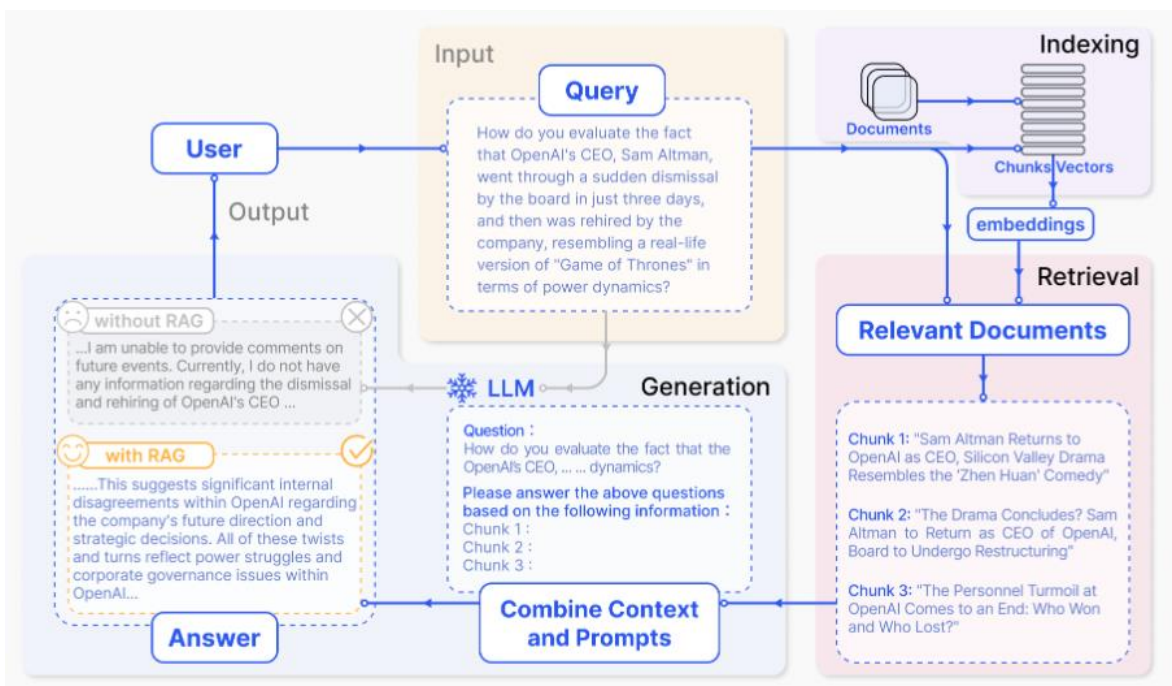 Input
Indexing
Query
Documents
Chunks Vectors
User
How do you evaluate the fact
that OpenAI's CEO, Sam Altman,
went through a sudden dismissal
by the board in just three days,
and then was rehired by the
company, resembling a real-life
version of "Game of Thrones" in
terms of power dynamics?
Output
embeddings
Retrieval
Relevant Documents
without RAG
...I am unable to provide comments on
future events. Currently, I do not have
any information regarding the dismissal
and rehiring of OpenAI's CEO ...
LLM
Generation
Question :
How do you evaluate the fact that the
OpenAI's CEO, ... ... dynamics?
Please answer the above questions
based on the following information :
Chunk 1 :
Chunk 2 :
Chunk 3 :
Chunk 1: "Sam Altman Returns to
OpenAI as CEO, Silicon Valley Drama
Resembles the 'Zhen Huan' Comedy"
Chunk 2: "The Drama Concludes? Sam
Altman to Return as CEO of OpenAI,
Board to Undergo Restructuring"
Chunk 3: "The Personnel Turmoil at
OpenAI Comes to an End: Who Won
and Who Lost?"
with RAG
......This suggests significant internal
disagreements within OpenAI regarding
the company's future direction and
strategic decisions. All of these twists
and turns reflect power struggles and
corporate governance issues within
OpenAI...
Combine Context
and Prompts
Answer